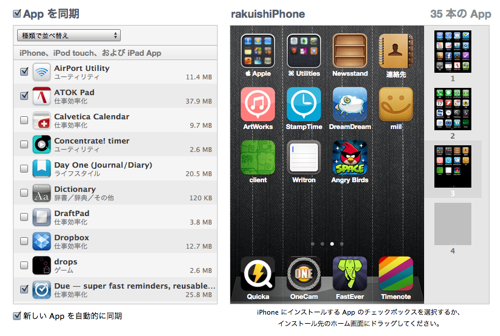 App を同期
rakuishiPhone
35 本の App
種類で並べ替え
iPhone、iPod touch、および iPad App
AirPort Utility
ユーティリティ 11.4 MB
ATOK Pad
仕事効率化 37.9 MB
Calvetica Calendar
仕事効率化 9.7 MB
Concentrate! timer
ユーティリティ 2.6 MB
Day One (Journal/Diary)
ライフスタイル 20.5 MB
Dictionary
辞書／辞典／その他 120 KB
DraftPad
仕事効率化 3.8 MB
Dropbox
仕事効率化 12.7 MB
drops
ゲーム 2.6 MB
Due — super fast reminders, reusable...
仕事効率化 25.8 MB
新しい App を自動的に同期
Apple
⌘ Utilities
Newsstand
連絡先
ArtWorks
StampTime
DreamDream
mill
client
Writron
Angry Birds
Quicka
OneCam
FastEver
Timenote
1
2
3
4
iPhone にインストールする App のチェックボックスを選択するか、
インストール先のホーム画面にドラッグしてください。